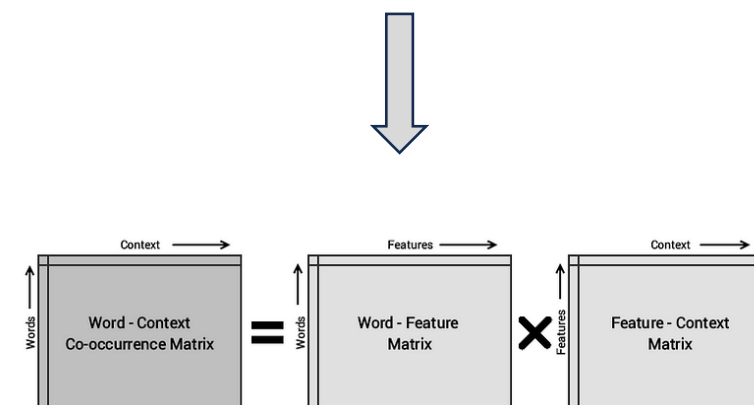 Context
Features
Context
Words
Word - Context
Co-occurrence Matrix
=
Words
Word - Feature
Matrix
×
Features
Feature - Context
Matrix